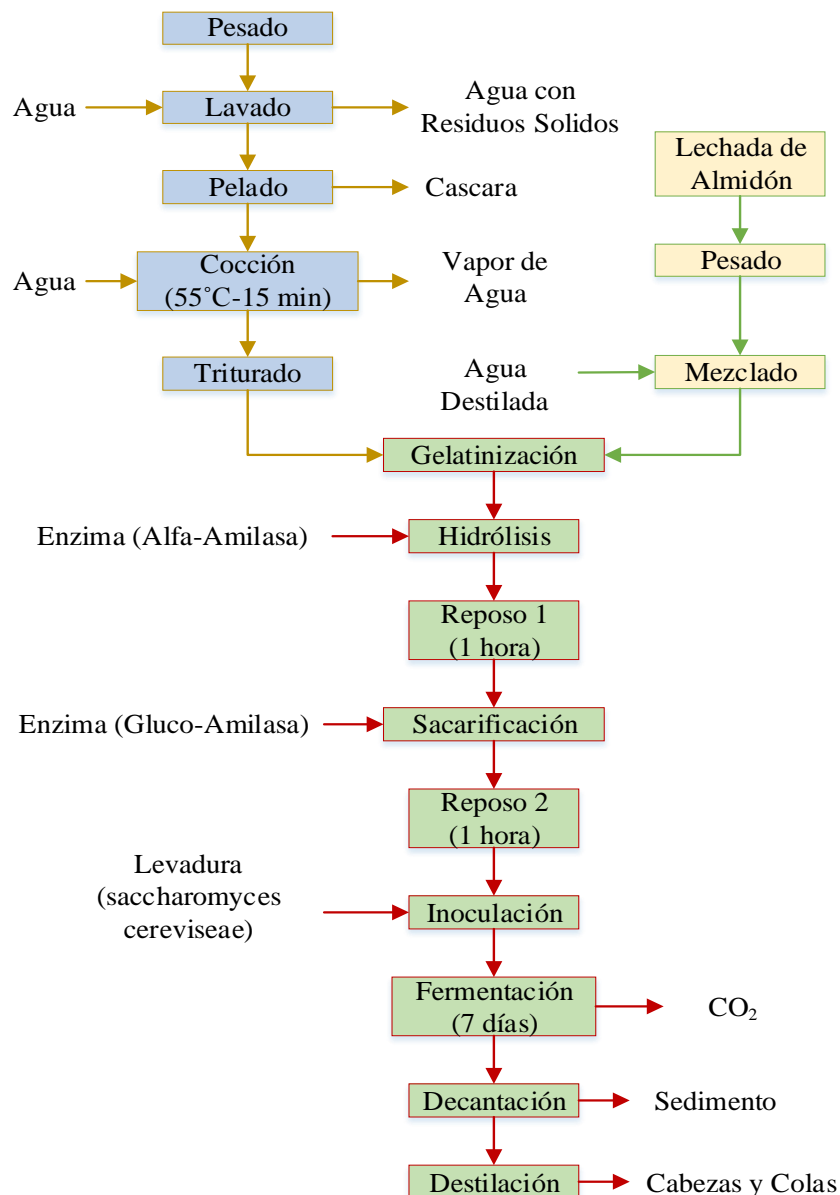 Pesado
Agua
Lavado
Agua con
Residuos Solidos
Lechada de
Almidón
Pelado
Cascara
Agua
Cocción
(55°C-15 min)
Vapor de
Agua
Pesado
Triturado
Agua
Destilada
Mezclado
Gelatinización
Enzima (Alfa-Amilasa)
Hidrólisis
Reposo 1
(1 hora)
Enzima (Gluco-Amilasa)
Sacarificación
Reposo 2
(1 hora)
Levadura
(saccharomyces
cereviseae)
Inoculación
Fermentación
(7 días)
CO₂
Decantación
Sedimento
Destilación
Cabezas y Colas